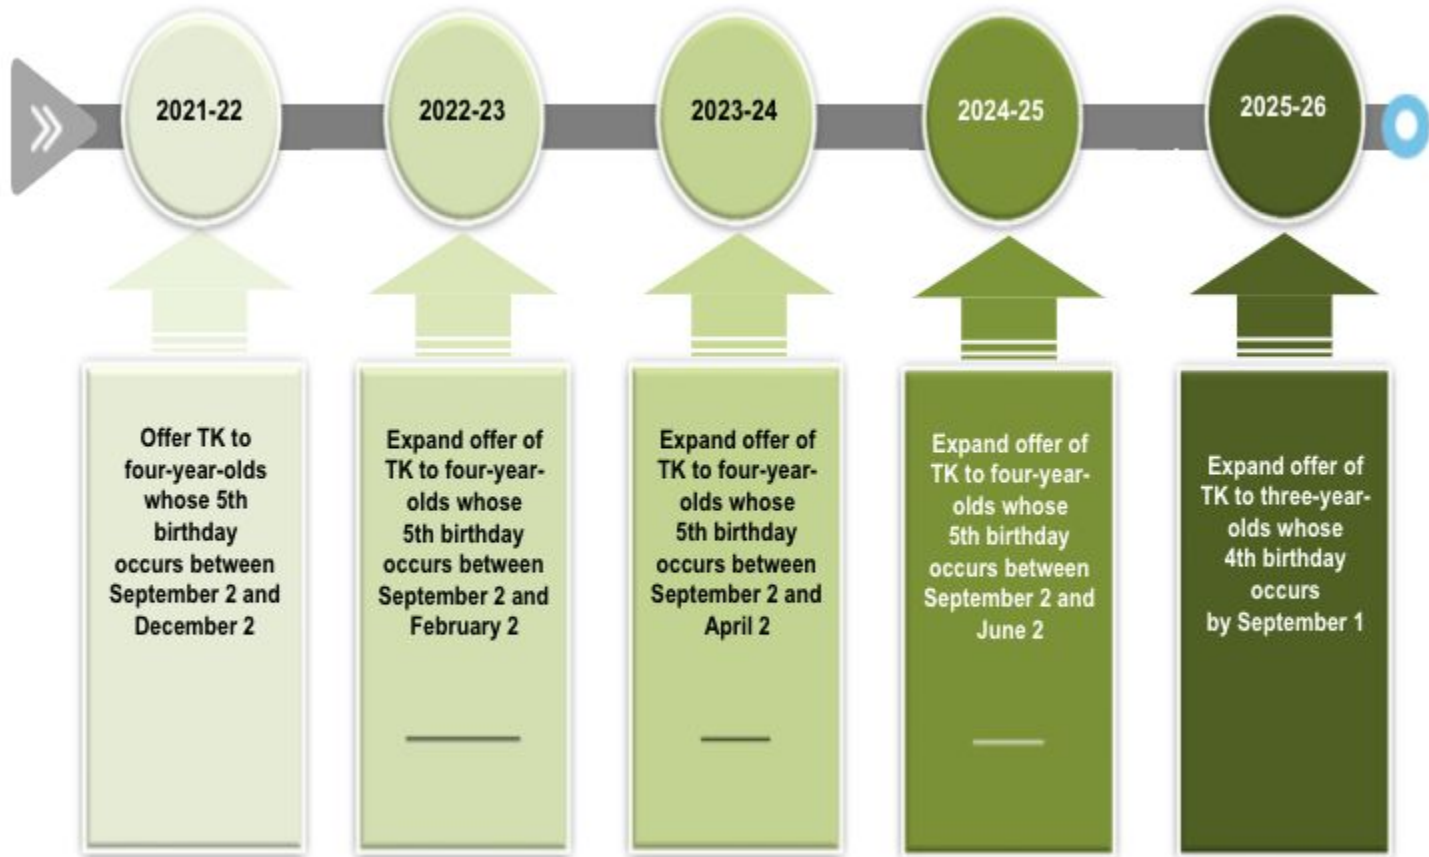 2021-22
2022-23
2023-24
2024-25
2025-26
Offer TK to
four-year-olds
whose 5th
birthday
occurs between
September 2 and
December 2
Expand offer of
TK to four-year-
olds whose
5th birthday
occurs between
September 2 and
February 2
Expand offer of
TK to four-year-
olds whose
5th birthday
occurs between
September 2 and
April 2
Expand offer of
TK to four-year-
olds whose
5th birthday
occurs between
September 2 and
June 2
Expand offer of
TK to three-year-
olds whose
4th birthday
occurs
by September 1